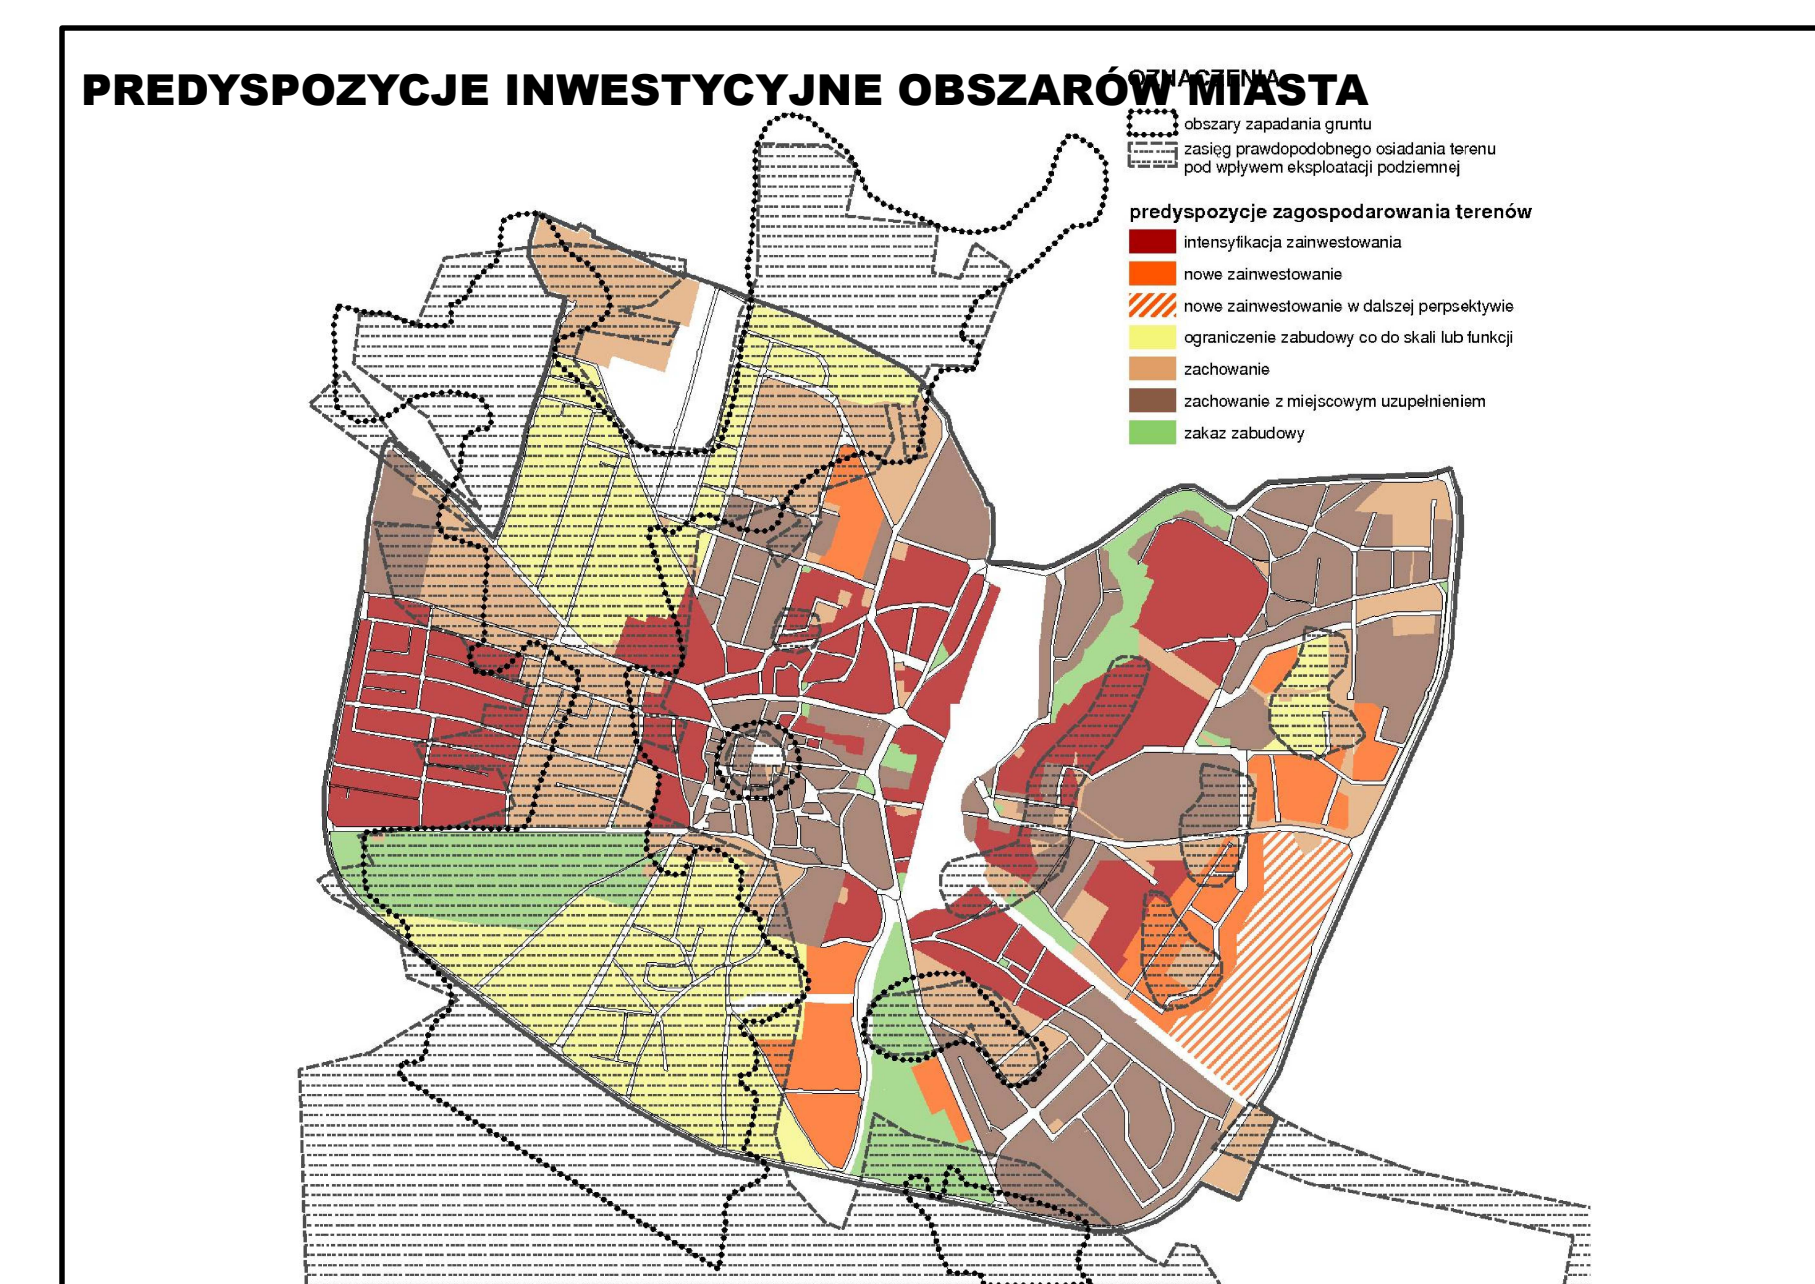 PREDYSPOZYCJE INWESTYCYJNE OBSZARÓW MIASTA
OZNACZENIA
obszary zapadania gruntu
zasięg prawdopodobnego osiadania terenu
pod wpływem eksploatacji podziemnej
predyspozycje zagospodarowania terenów
intensyfikacja zainwestowania
nowe zainwestowanie
nowe zainwestowanie w dalszej perpsektywie
ograniczenie zabudowy co do skali lub funkcji
zachowanie
zachowanie z miejscowym uzupełnieniem
zakaz zabudowy